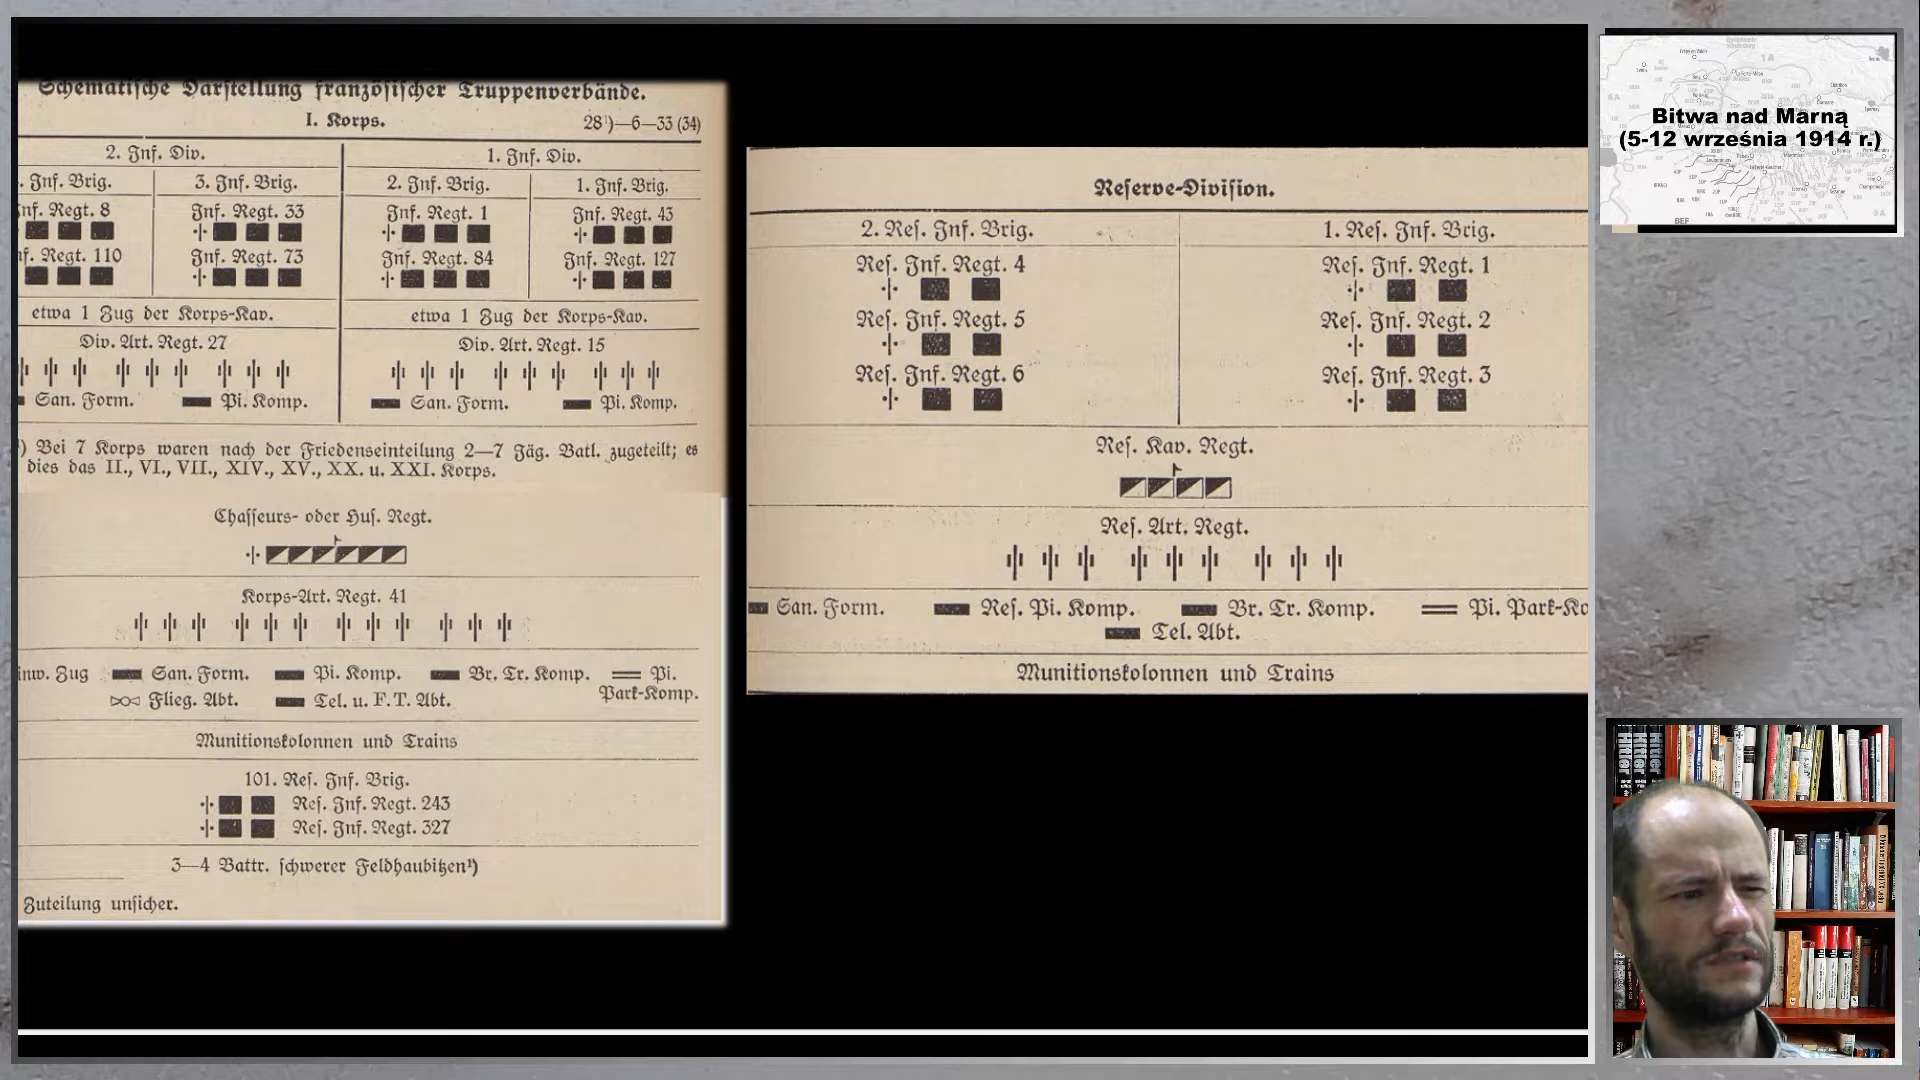 Schematische Darstellung französischer Truppenverbände.
I. Korps.
28¹)—6—33 (34)
2. Inf. Div.
1. Inf. Div.
. Inf. Brig.
3. Inf. Brig.
2. Inf. Brig.
1. Inf. Brig.
Inf. Regt. 8
Inf. Regt. 33
Inf. Regt. 1
Inf. Regt. 43
nf. Regt. 110
Inf. Regt. 73
Inf. Regt. 84
Inf. Regt. 127
etwa 1 Zug der Korps-Kav.
etwa 1 Zug der Korps-Kav.
Div. Art. Regt. 27
Div. Art. Regt. 15
San. Form.
Pi. Komp.
San. Form.
Pi. Komp.
) Bei 7 Korps waren nach der Friedenseinteilung 2—7 Jäg. Batl. zugeteilt; es
dies das II., VI., VII., XIV., XV., XX. u. XXI. Korps.
Chasseurs- oder Hus. Regt.
Korps-Art. Regt. 41
inw. Zug
San. Form.
Pi. Komp.
Br. Tr. Komp.
Pi.
Park-Komp.
Flieg. Abt.
Tel. u. F.T. Abt.
Munitionskolonnen und Trains
101. Res. Inf. Brig.
Res. Inf. Regt. 243
Res. Inf. Regt. 327
3—4 Battr. schwerer Feldhaubitzen²)
Zuteilung unsicher.
Reserve-Division.
2. Res. Inf. Brig.
1. Res. Inf. Brig.
Res. Inf. Regt. 4
Res. Inf. Regt. 1
Res. Inf. Regt. 5
Res. Inf. Regt. 2
Res. Inf. Regt. 6
Res. Inf. Regt. 3
Res. Kav. Regt.
Res. Art. Regt.
San. Form.
Res. Pi. Komp.
Br. Tr. Komp.
Pi. Park-Ko
Tel. Abt.
Munitionskolonnen und Trains
Bitwa nad Marną
(5-12 września 1914 r.)
1A
BEF
9A
Hitler
Hitler